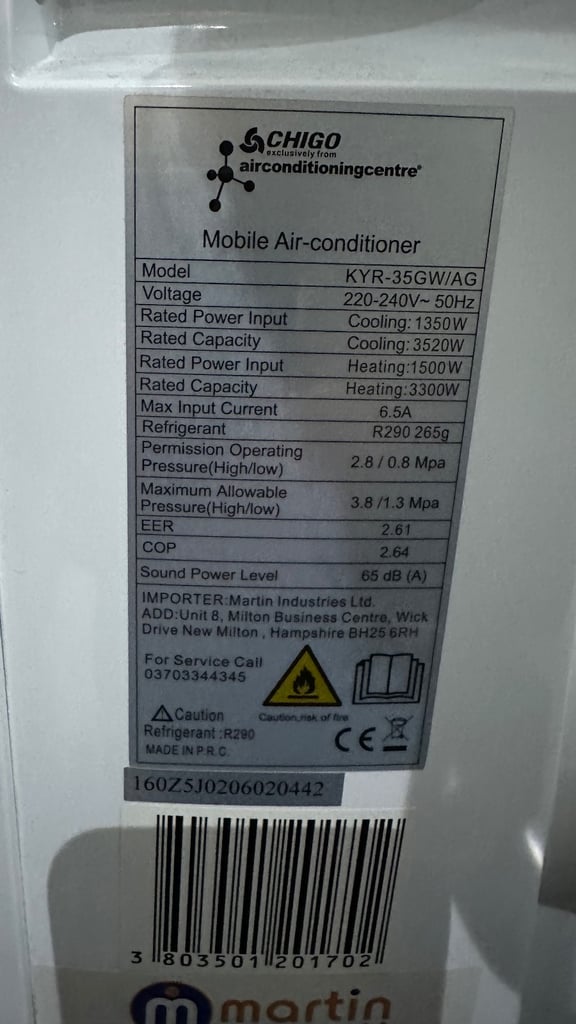 CHIGO
exclusively from
airconditioningcentre®
Mobile Air-conditioner
Model KYR-35GW/AG
Voltage 220-240V~ 50Hz
Rated Power Input Cooling: 1350W
Rated Capacity Cooling: 3520W
Rated Power Input Heating:1500W
Rated Capacity Heating:3300W
Max Input Current 6.5A
Refrigerant R290 265g
Permission Operating
Pressure(High/low) 2.8 / 0.8 Mpa
Maximum Allowable
Pressure(High/low) 3.8 /1.3 Mpa
EER 2.61
COP 2.64
Sound Power Level 65 dB (A)
IMPORTER:Martin Industries Ltd.
ADD:Unit 8, Milton Business Centre, Wick
Drive New Milton , Hampshire BH25 6RH
For Service Call
03703344345
Caution
Caution,risk of fire
Refrigerant :R290
MADE IN P.R.C.
CE
160Z5J0206020442
3 803501 201702
m martin